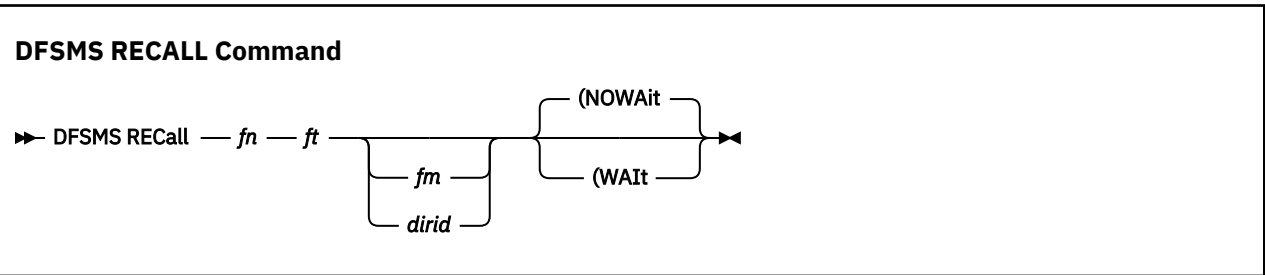 DFSMS RECALL Command
(NOWAit
DFSMS RECall fn ft
fm
(WAIt
dirid